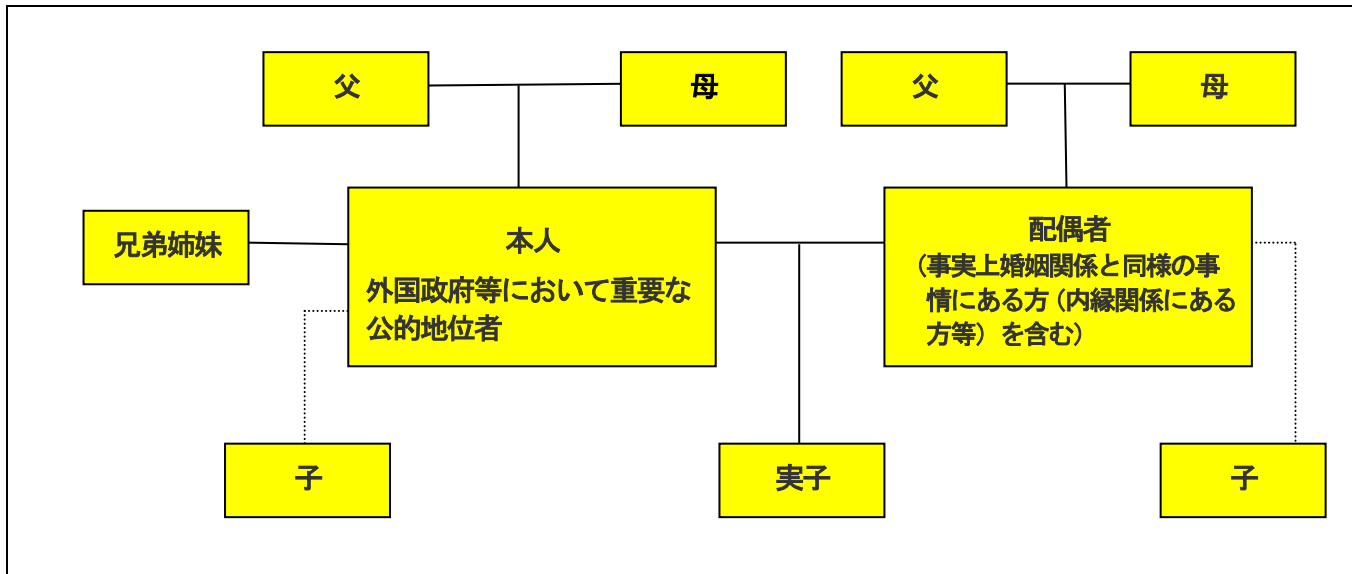 父
母
父
母
兄弟姉妹
本人
外国政府等において重要な
公的地位者
配偶者
（事実上婚姻関係と同様の事
情にある方（内縁関係にある
方等）を含む）
子
実子
子